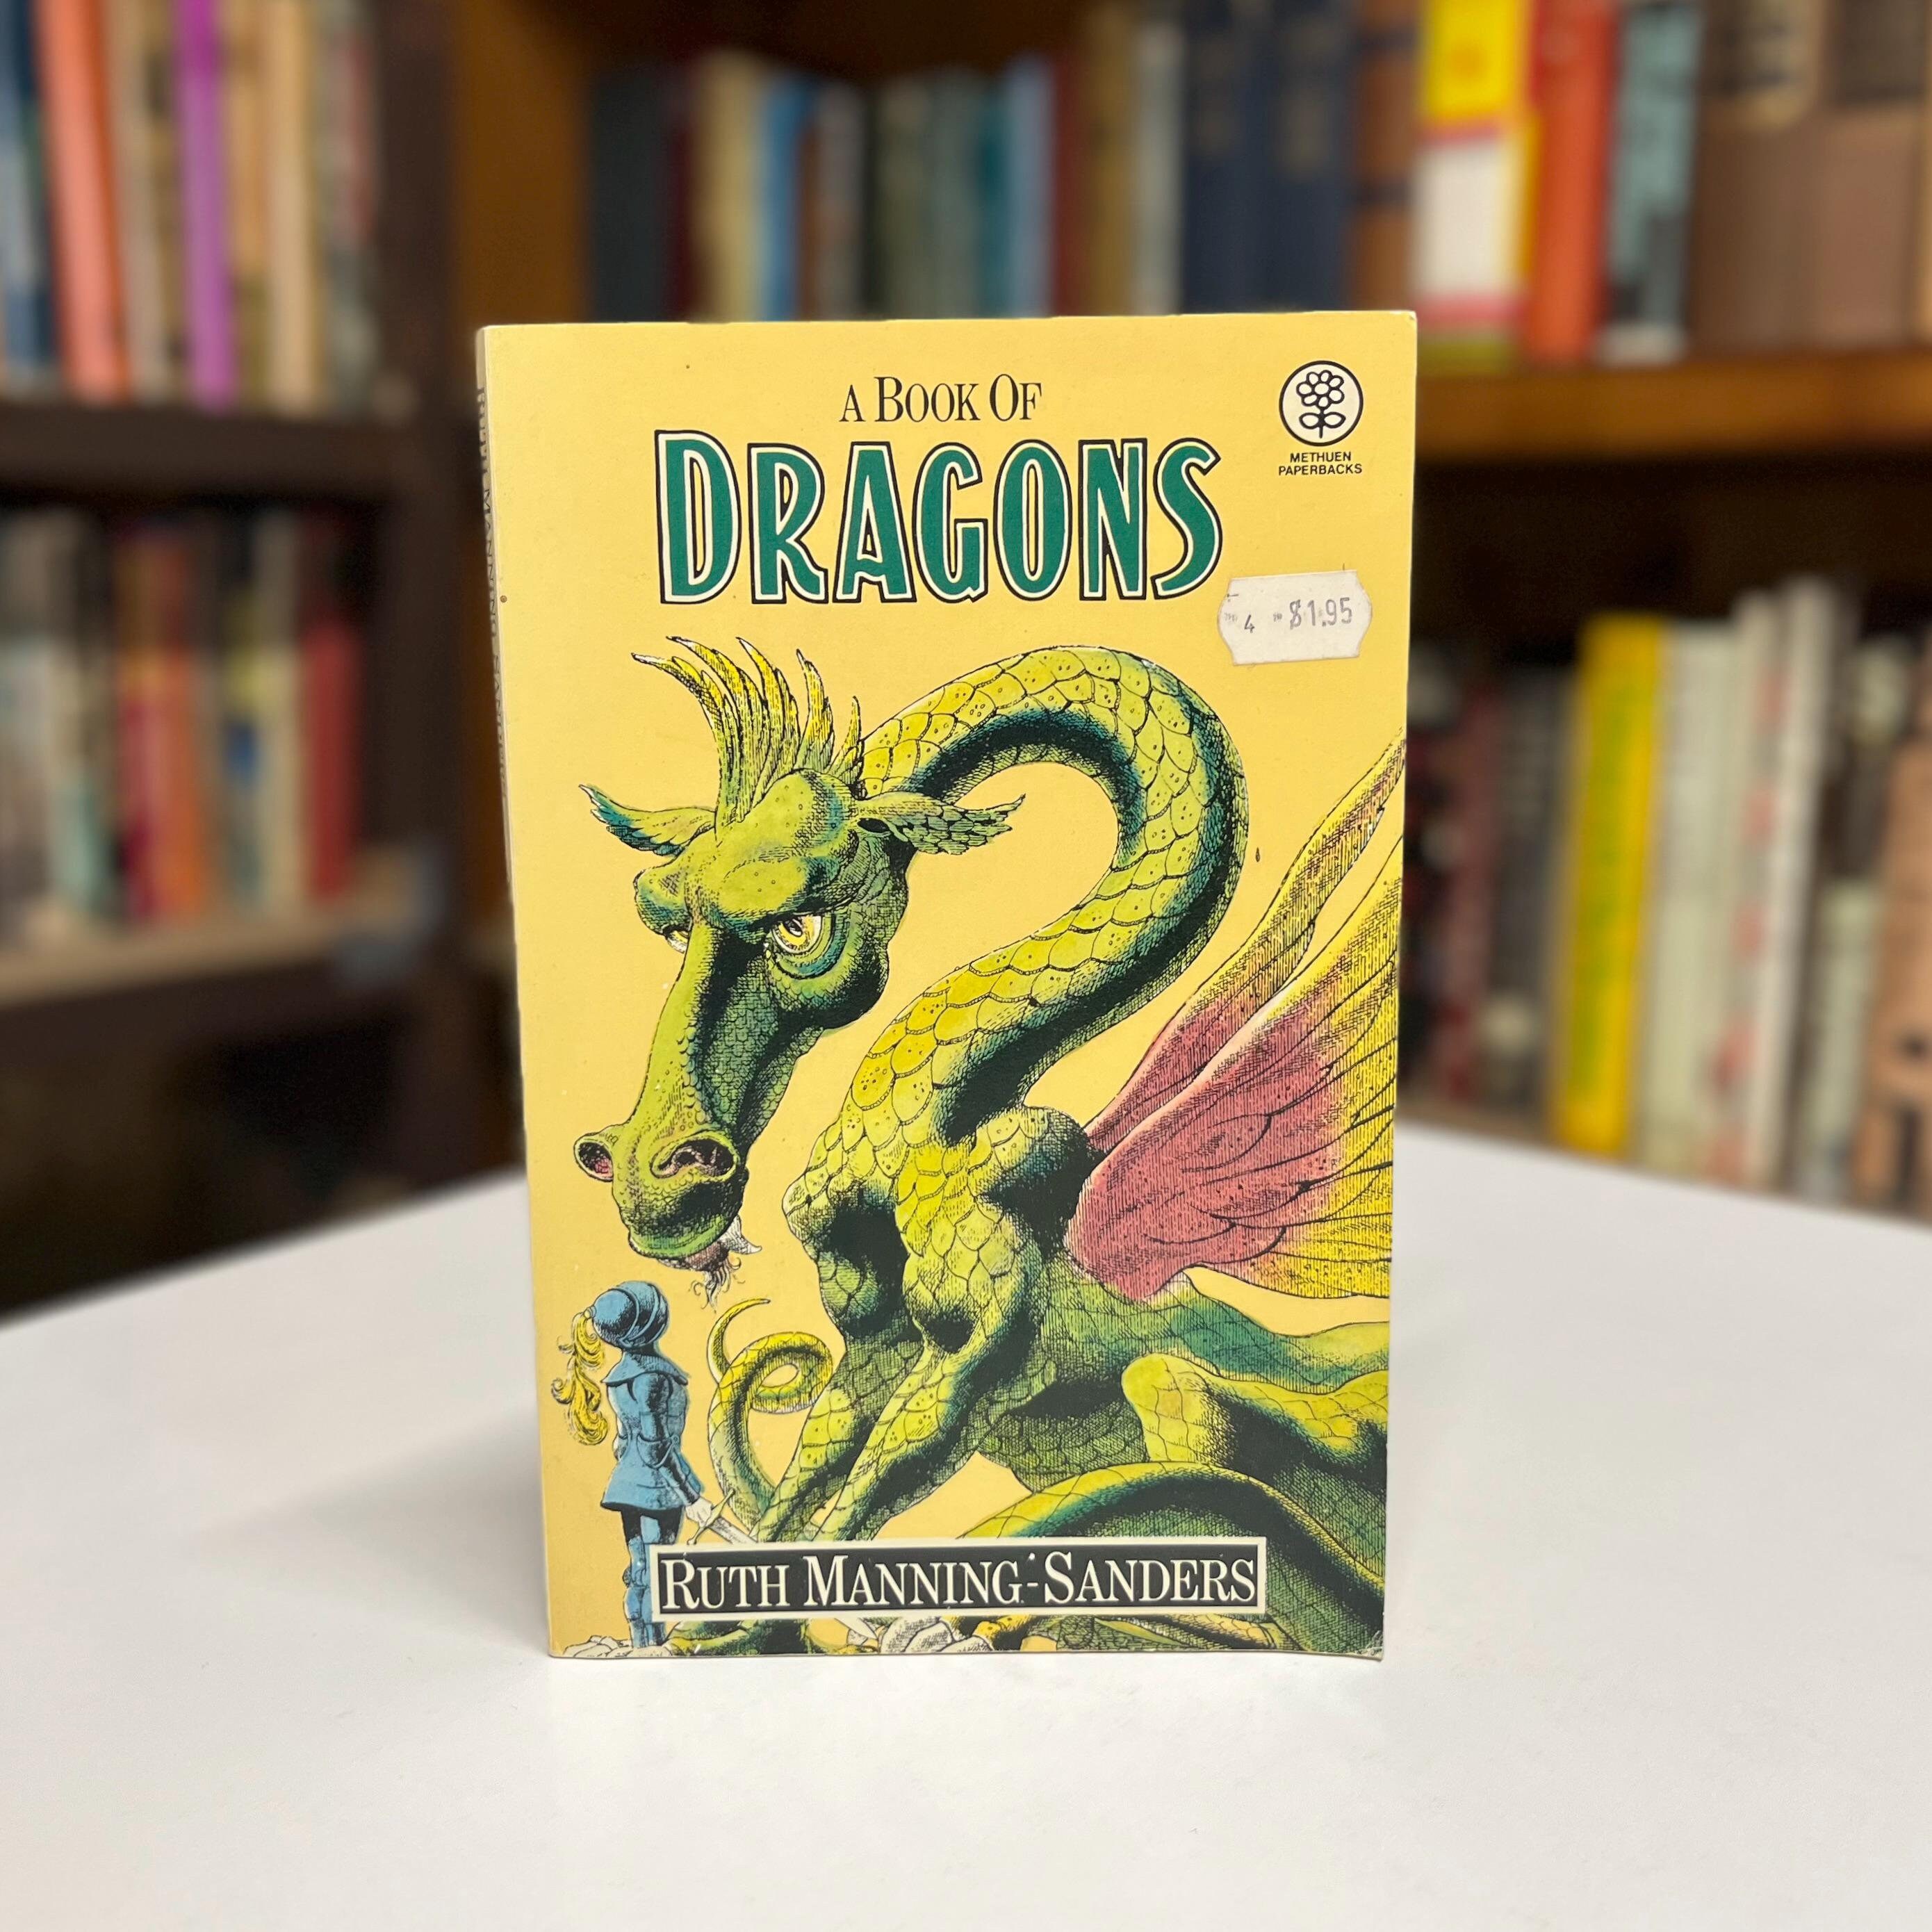 A BOOK OF
DRAGONS
METHUEN
PAPERBACKS
4 $1.95
RUTH MANNING-SANDERS